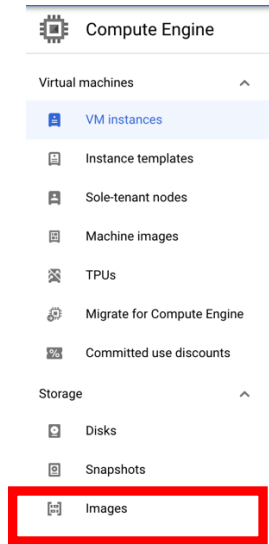 Compute Engine
Virtual machines
VM instances
Instance templates
Sole-tenant nodes
Machine images
TPUs
Migrate for Compute Engine
Committed use discounts
Storage
Disks
Snapshots
Images